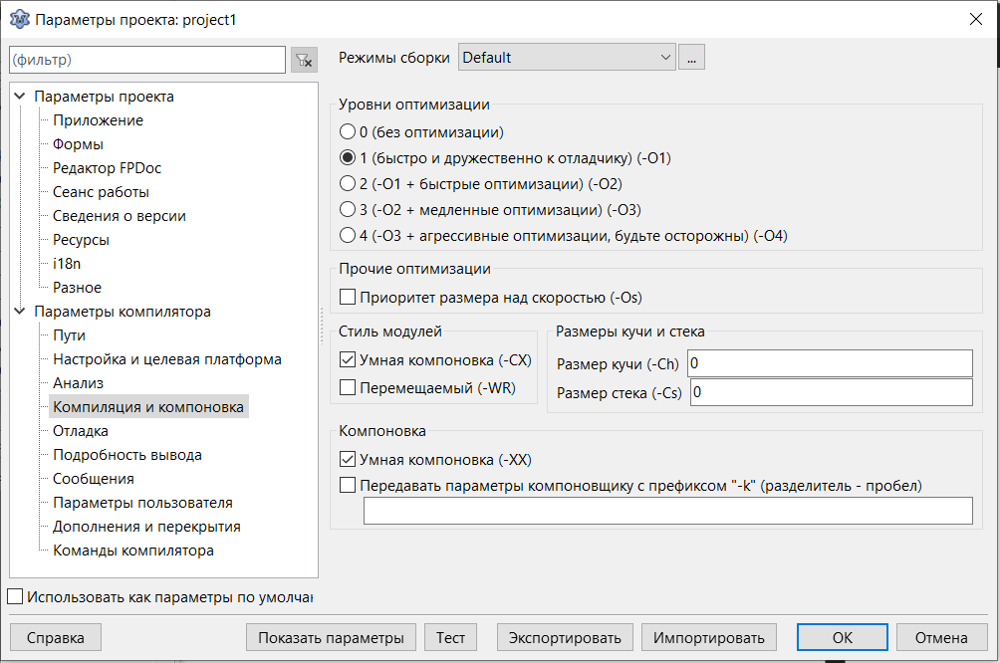 Параметры проекта: project1
(фильтр)
Режимы сборки Default ...
Параметры проекта
Приложение
Формы
Редактор FPDoc
Сеанс работы
Сведения о версии
Ресурсы
i18n
Разное
Параметры компилятора
Пути
Настройка и целевая платформа
Анализ
Компиляция и компоновка
Отладка
Подробность вывода
Сообщения
Параметры пользователя
Дополнения и перекрытия
Команды компилятора
Использовать как параметры по умолчан
Уровни оптимизации
0 (без оптимизации)
1 (быстро и дружественно к отладчику) (-O1)
2 (-O1 + быстрые оптимизации) (-O2)
3 (-O2 + медленные оптимизации) (-O3)
4 (-O3 + агрессивные оптимизации, будьте осторожны) (-O4)
Прочие оптимизации
Приоритет размера над скоростью (-Os)
Стиль модулей
Умная компоновка (-CX)
Перемещаемый (-WR)
Размеры кучи и стека
Размер кучи (-Ch) 0
Размер стека (-Cs) 0
Компоновка
Умная компоновка (-XX)
Передавать параметры компоновщику с префиксом "-k" (разделитель - пробел)
Справка Показать параметры Тест Экспортировать Импортировать OK Отмена